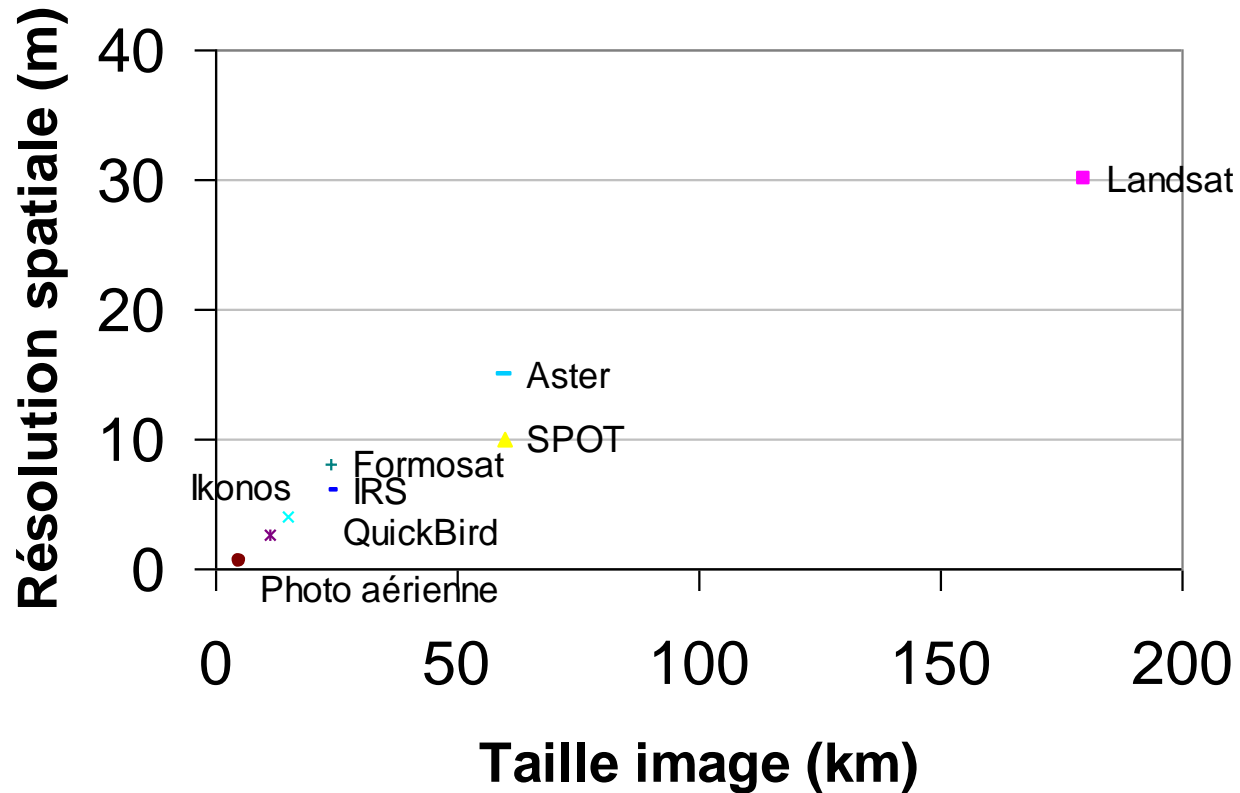 Résolution spatiale (m)
40
30
20
10
0
Landsat
Aster
SPOT
Formosat
Ikonos
IRS
QuickBird
Photo aérienne
0 50 100 150 200
Taille image (km)